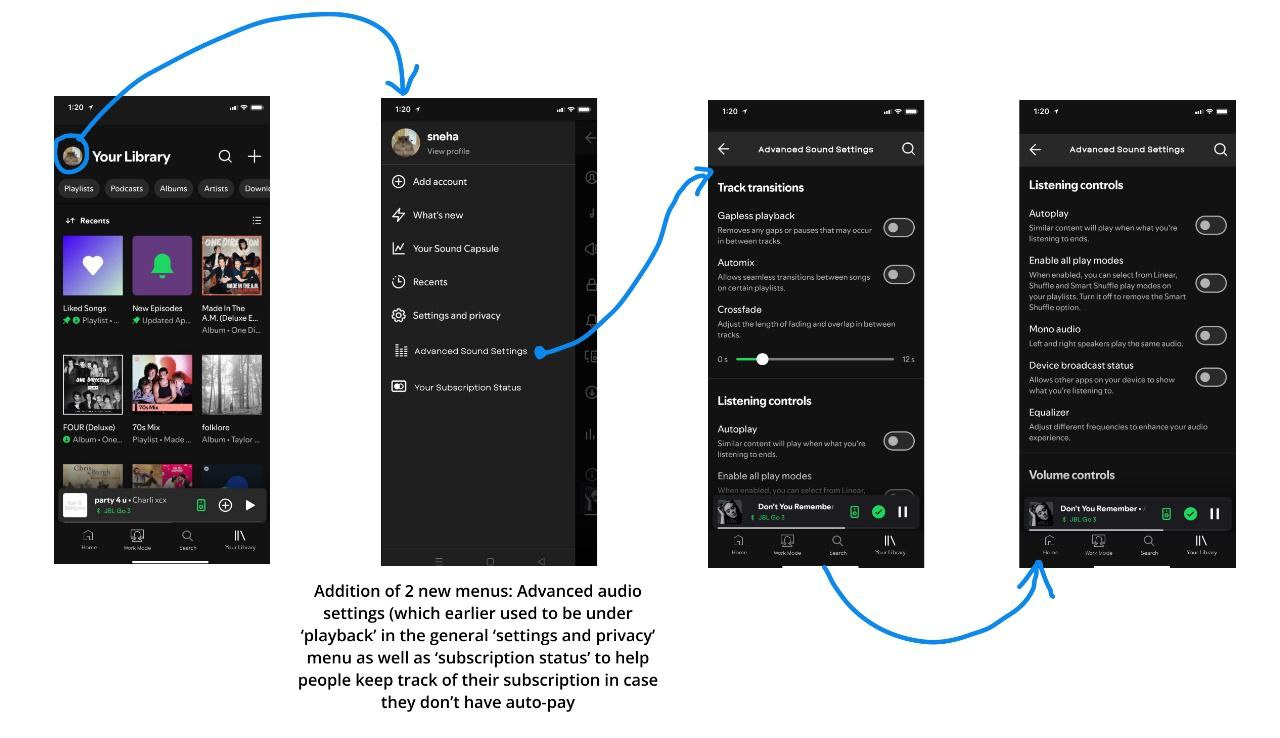 1:20
Your Library
Playlists Podcasts Albums Artists Downlo
Recents
Liked Songs
Playlist • ...
New Episodes
Updated Ap...
Made In The
A.M. (Deluxe E...
Album • One Di...
FOUR (Deluxe)
Album • One...
70s Mix
70s Mix
Playlist • Made ...
folklore
Album • Taylor ...
party 4 u • Charli xcx
JBL Go 3
Home Work Mode Search Your Library
1:20
sneha
View profile
Add account
What's new
Your Sound Capsule
Recents
Settings and privacy
Advanced Sound Settings
Your Subscription Status
Addition of 2 new menus: Advanced audio
settings (which earlier used to be under
‘playback’ in the general ‘settings and privacy’
menu as well as ‘subscription status’ to help
people keep track of their subscription in case
they don’t have auto-pay
1:20
Advanced Sound Settings
Track transitions
Gapless playback
Removes any gaps or pauses that may occur
in between tracks.
Automix
Allows seamless transitions between songs
on certain playlists.
Crossfade
Adjust the length of fading and overlap in between
tracks.
0 s 12 s
Listening controls
Autoplay
Similar content will play when what you're
listening to ends.
Enable all play modes
When enabled, you can select from Linear,
Don't You Remember
JBL Go 3
Home Work Mode Search Your Library
1:20
Advanced Sound Settings
Listening controls
Autoplay
Similar content will play when what you're
listening to ends.
Enable all play modes
When enabled, you can select from Linear,
Shuffle and Smart Shuffle play modes on
your playlists. Turn it off to remove the Smart
Shuffle option.
Mono audio
Left and right speakers play the same audio.
Device broadcast status
Allows other apps on your device to show
what you're listening to.
Equalizer
Adjust different frequencies to enhance your audio
experience.
Volume controls
Don't You Remember •
JBL Go 3
Home Work Mode Search Your Library